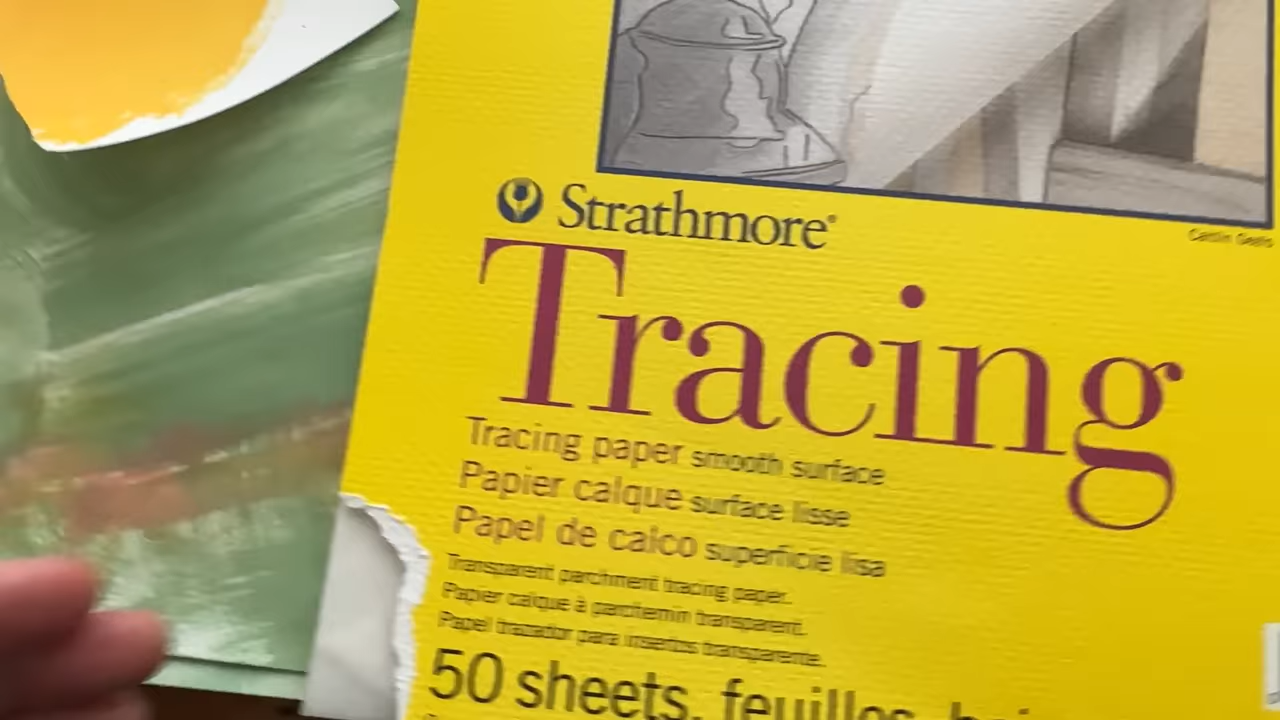 Strathmore®
Tracing
Tracing paper smooth surface
Papier calque surface lisse
Papel de calco superficie lisa
Transparent parchment tracing paper.
Papier calque à parchemin transparent.
Papel trazador para insertos transparente.
50 sheets, feuilles,